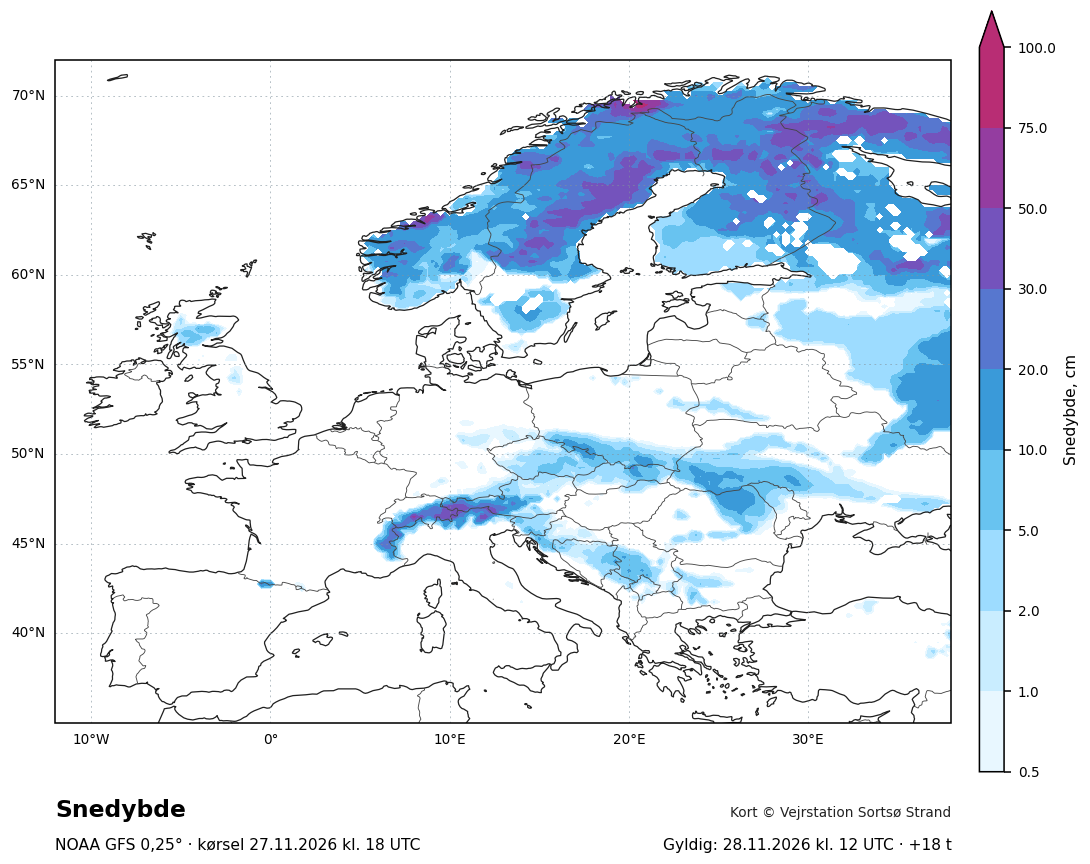 100.0
75.0
50.0
30.0
20.0
10.0
5.0
2.0
1.0
0.5
Snedybde, cm
70°N
65°N
60°N
55°N
50°N
45°N
40°N
10°W
0°
10°E
20°E
30°E
Snedybde
Kort © Vejrstation Sortsø Strand
NOAA GFS 0,25° · kørsel 27.11.2026 kl. 18 UTC
Gyldig: 28.11.2026 kl. 12 UTC · +18 t